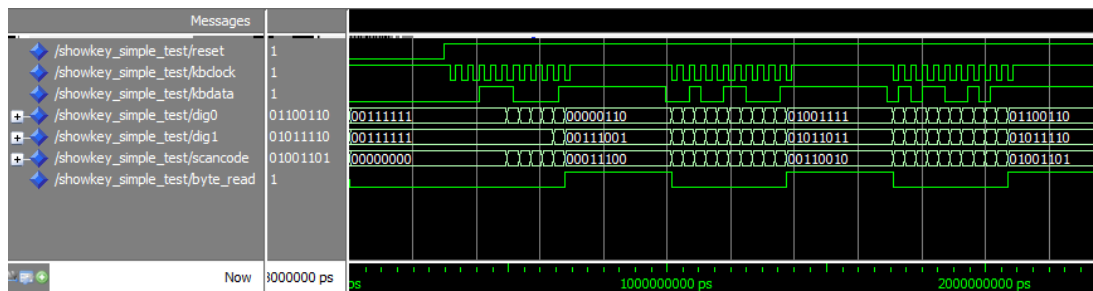 Messages
/showkey_simple_test/reset 1
/showkey_simple_test/kbclock 1
/showkey_simple_test/kbdata 1
/showkey_simple_test/dig0 01100110 00111111 00000110 01001111 01100110
/showkey_simple_test/dig1 01011110 00111111 00111001 01011011 01011110
/showkey_simple_test/scancode 01001101 00000000 00011100 00110010 01001101
/showkey_simple_test/byte_read 1
Now 3000000 ps ps 1000000000 ps 2000000000 ps